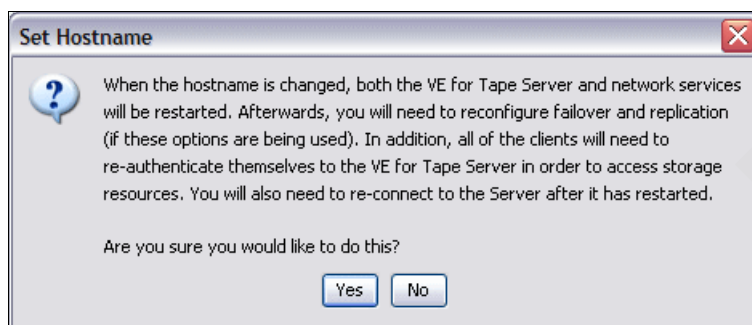 Set Hostname
When the hostname is changed, both the VE for Tape Server and network services
will be restarted. Afterwards, you will need to reconfigure failover and replication
(if these options are being used). In addition, all of the clients will need to
re-authenticate themselves to the VE for Tape Server in order to access storage
resources. You will also need to re-connect to the Server after it has restarted.
Are you sure you would like to do this?
Yes No